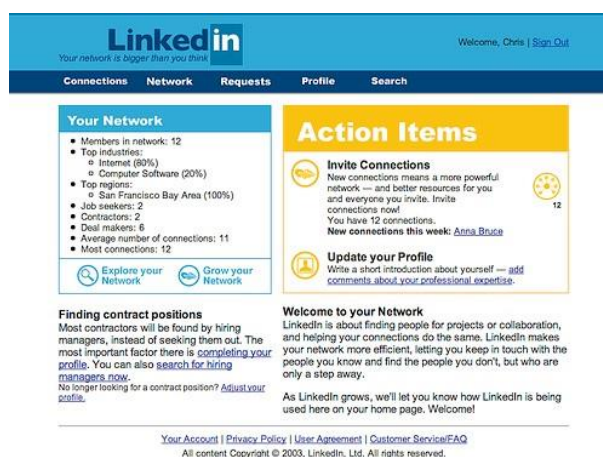 Linked in
Your network is bigger than you think
Welcome, Chris | Sign Out
Connections Network Requests Profile Search
Your Network
• Members in network: 12
• Top industries:
o Internet (80%)
o Computer Software (20%)
• Top regions:
o San Francisco Bay Area (100%)
• Job seekers: 2
• Contractors: 2
• Deal makers: 6
• Average number of connections: 11
• Most connections: 12
Explore your
Network
Grow your
Network
Action Items
Invite Connections
New connections means a more powerful
network — and better resources for you
and everyone you invite. Invite
connections now!
You have 12 connections.
New connections this week: Anna Bruce
12
Update your Profile
Write a short introduction about yourself — add
comments about your professional expertise.
Finding contract positions
Most contractors will be found by hiring
managers, instead of seeking them out. The
most important factor there is completing your
profile. You can also search for hiring
managers now.
No longer looking for a contract position? Adjust your
profile.
Welcome to your Network
LinkedIn is about finding people for projects or collaboration,
and helping your connections do the same. LinkedIn makes
your network more efficient, letting you keep in touch with the
people you know and find the people you don't, but who are
only a step away.
As LinkedIn grows, we'll let you know how LinkedIn is being
used here on your home page. Welcome!
Your Account | Privacy Policy | User Agreement | Customer Service/FAQ
All content Copyright © 2003, LinkedIn, Ltd. All rights reserved.